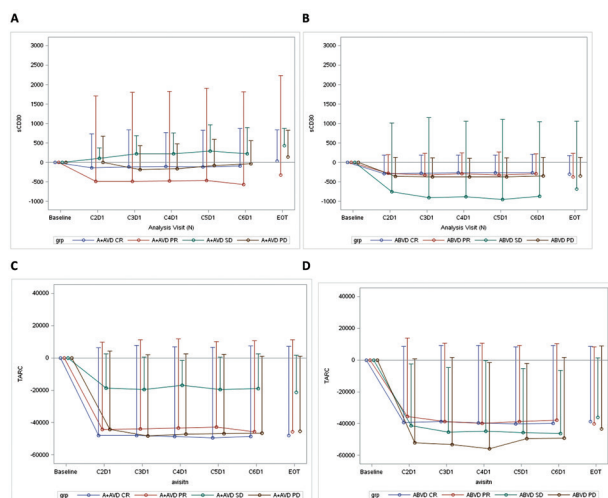 A
B
3000
2500
2000
1500
1000
500
0
-500
-1000
sCD30
Baseline C2D1 C3D1 C4D1 C5D1 C6D1 EOT
Analysis Visit (N)
grp A+AVD CR A+AVD PR A+AVD SD A+AVD PD
3000
2500
2000
1500
1000
500
0
-500
-1000
sCD30
Baseline C2D1 C3D1 C4D1 C5D1 C6D1 EOT
Analysis Visit (N)
grp ABVD CR ABVD PR ABVD SD ABVD PD
C
D
40000
20000
0
-20000
-40000
-60000
TARC
Baseline C2D1 C3D1 C4D1 C5D1 C6D1 EOT
avisitn
grp A+AVD CR A+AVD PR A+AVD SD A+AVD PD
40000
20000
0
-20000
-40000
-60000
TARC
Baseline C2D1 C3D1 C4D1 C5D1 C6D1 EOT
avisitn
grp ABVD CR ABVD PR ABVD SD ABVD PD